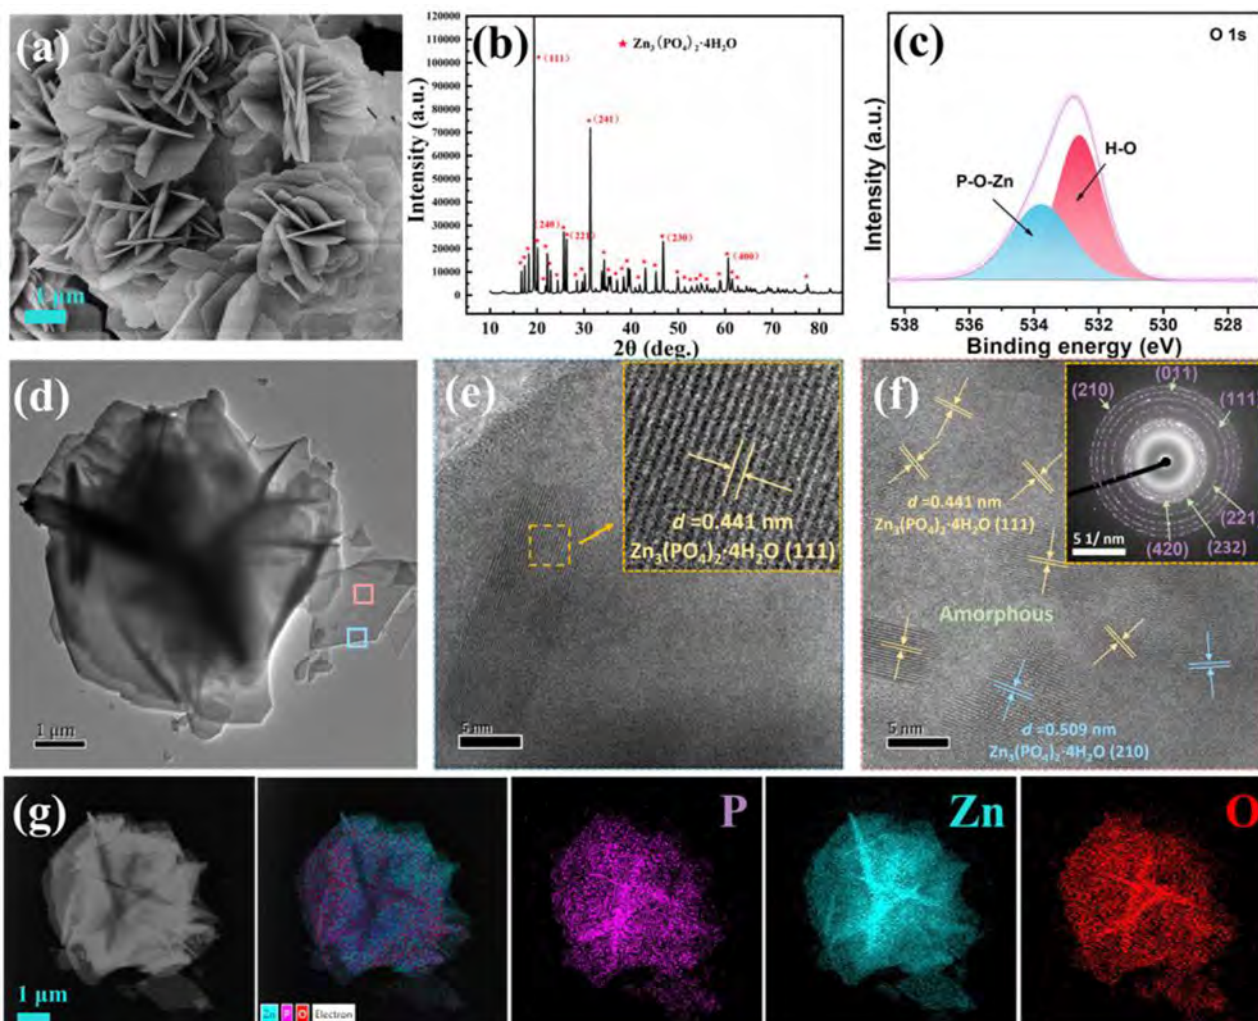 (a)
1 μm
(b)
Intensity (a.u.)
120000
110000
100000
90000
80000
70000
60000
50000
40000
30000
20000
10000
0
★ Zn₃(PO₄)₂·4H₂O
(111)
(241)
(240)
(221)
(230)
(400)
10 20 30 40 50 60 70 80
2θ (deg.)
(c)
O 1s
Intensity (a.u.)
P-O-Zn
H-O
538 536 534 532 530 528
Binding energy (eV)
(d)
1 μm
(e)
d =0.441 nm
Zn₃(PO₄)₂·4H₂O (111)
5 nm
(f)
(011)
(210)
(111)
(221)
(232)
(420)
5 1/ nm
d =0.441 nm
Zn₃(PO₄)₂·4H₂O (111)
Amorphous
d =0.509 nm
Zn₃(PO₄)₂·4H₂O (210)
5 nm
(g)
1 μm
Zn P O Electron
P
Zn
O